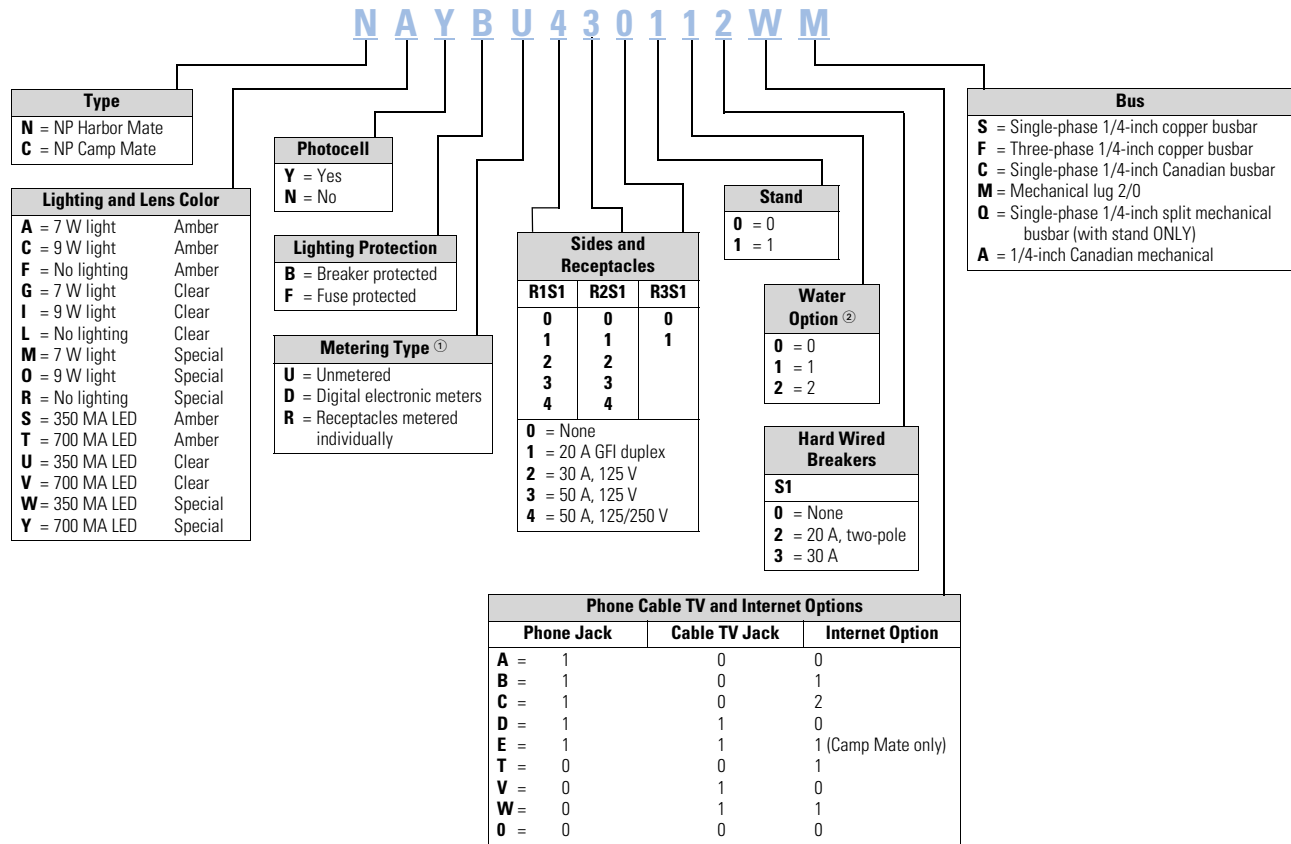 N A Y B U 4 3 0 1 1 2 W M
Type
N = NP Harbor Mate
C = NP Camp Mate
Lighting and Lens Color
A = 7 W light Amber
C = 9 W light Amber
F = No lighting Amber
G = 7 W light Clear
I = 9 W light Clear
L = No lighting Clear
M = 7 W light Special
O = 9 W light Special
R = No lighting Special
S = 350 MA LED Amber
T = 700 MA LED Amber
U = 350 MA LED Clear
V = 700 MA LED Clear
W = 350 MA LED Special
Y = 700 MA LED Special
Photocell
Y = Yes
N = No
Lighting Protection
B = Breaker protected
F = Fuse protected
Metering Type ①
U = Unmetered
D = Digital electronic meters
R = Receptacles metered
individually
Sides and
Receptacles
R1S1 R2S1 R3S1
0 0 0
1 1 1
2 2
3 3
4 4
0 = None
1 = 20 A GFI duplex
2 = 30 A, 125 V
3 = 50 A, 125 V
4 = 50 A, 125/250 V
Stand
0 = 0
1 = 1
Water
Option ②
0 = 0
1 = 1
2 = 2
Hard Wired
Breakers
S1
0 = None
2 = 20 A, two-pole
3 = 30 A
Bus
S = Single-phase 1/4-inch copper busbar
F = Three-phase 1/4-inch copper busbar
C = Single-phase 1/4-inch Canadian busbar
M = Mechanical lug 2/0
Q = Single-phase 1/4-inch split mechanical
busbar (with stand ONLY)
A = 1/4-inch Canadian mechanical
Phone Cable TV and Internet Options
Phone Jack Cable TV Jack Internet Option
A = 1 0 0
B = 1 0 1
C = 1 0 2
D = 1 1 0
E = 1 1 1 (Camp Mate only)
T = 0 0 1
V = 0 1 0
W = 0 1 1
0 = 0 0 0